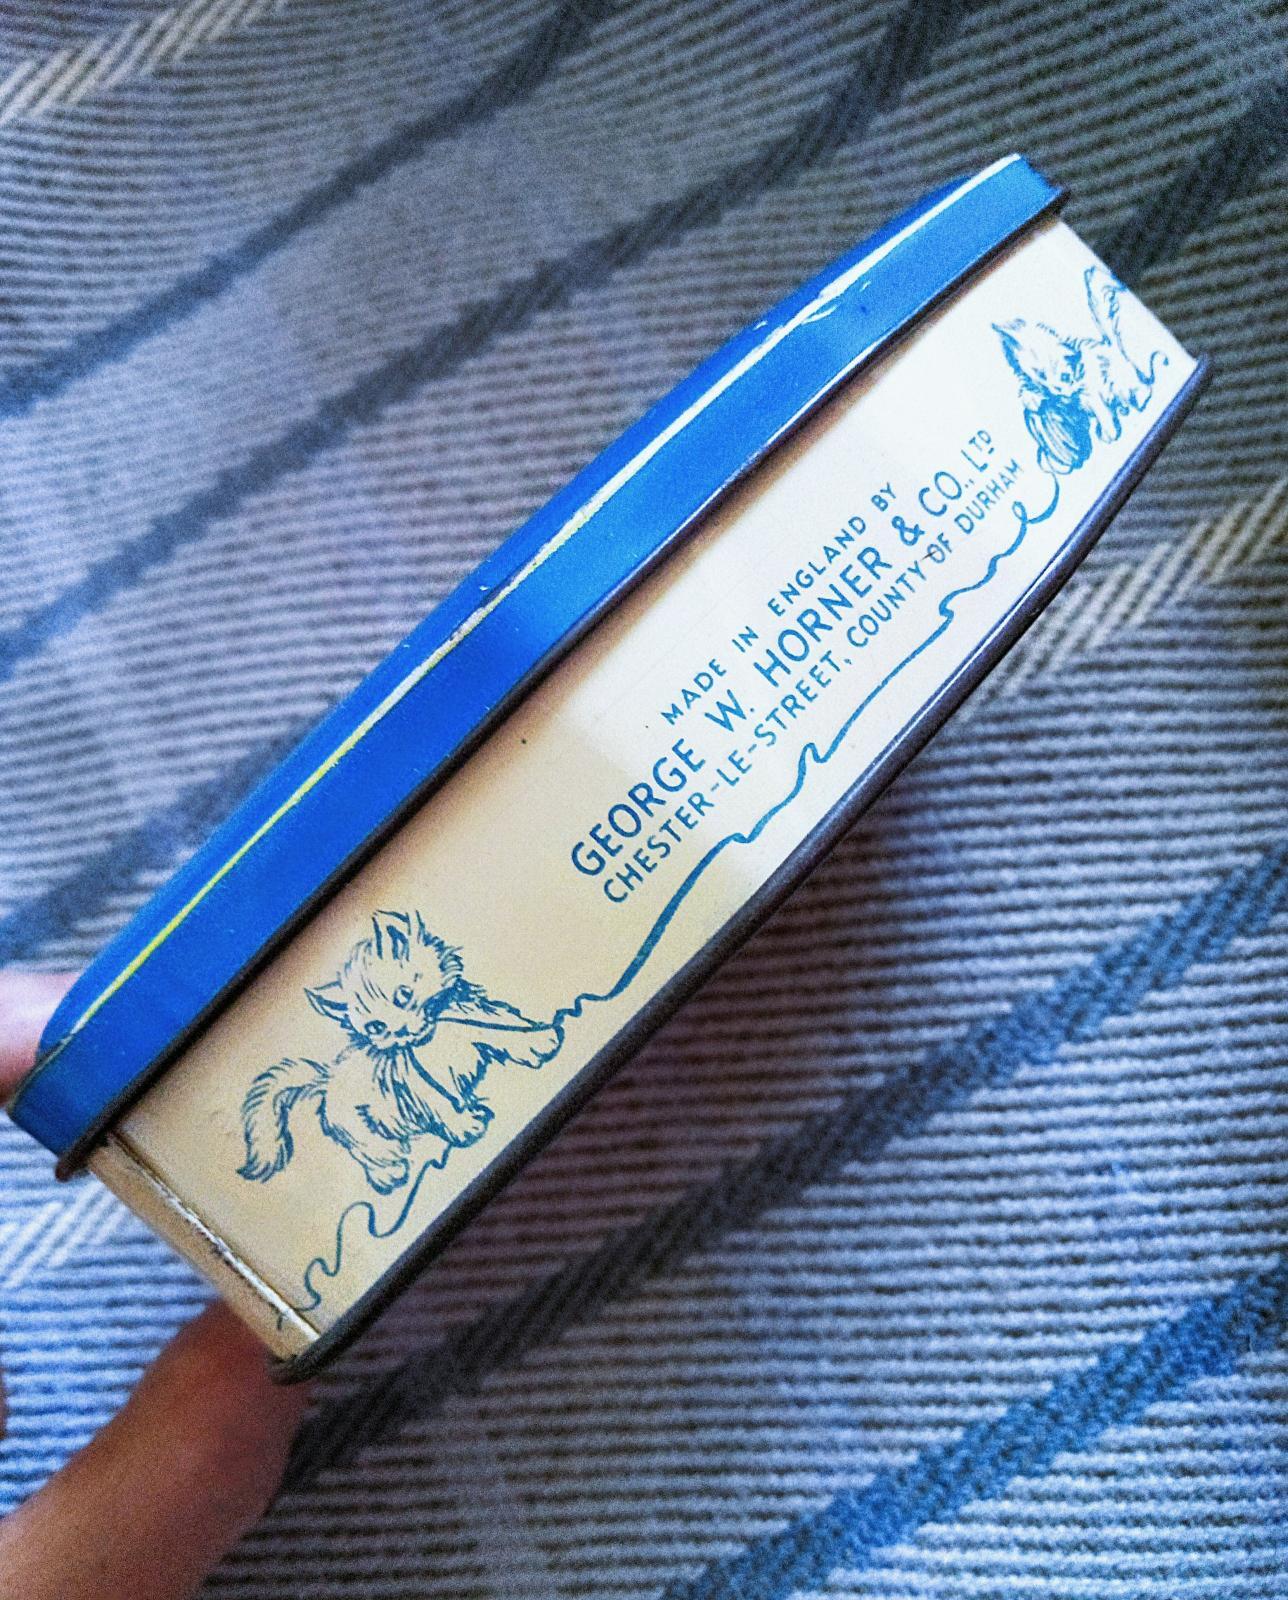 MADE IN ENGLAND BY
GEORGE W. HORNER & CO., LTD
CHESTER-LE-STREET, COUNTY OF DURHAM